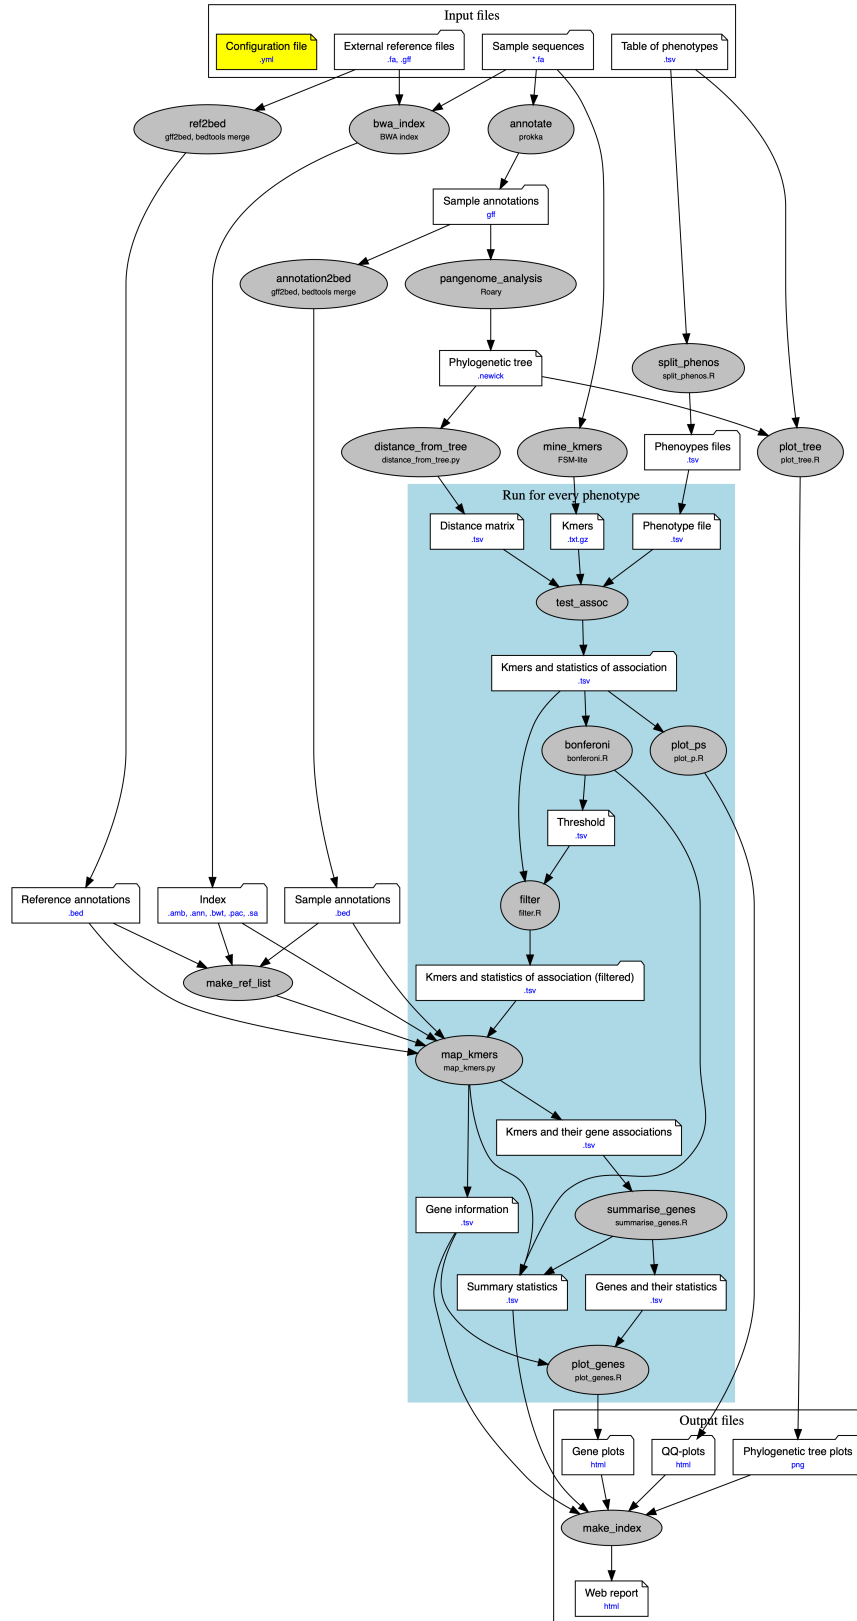 Input files
Configuration file
.yml
External reference files
.fa, .gff
Sample sequences
*.fa
Table of phenotypes
.tsv
ref2bed
gff2bed, bedtools merge
bwa_index
BWA index
annotate
prokka
Sample annotations
gff
annotation2bed
gff2bed, bedtools merge
pangenome_analysis
Roary
Phylogenetic tree
.newick
split_phenos
split_phenos.R
distance_from_tree
distance_from_tree.py
mine_kmers
FSM-lite
Phenoypes files
.tsv
plot_tree
plot_tree.R
Run for every phenotype
Distance matrix
.tsv
Kmers
.txt.gz
Phenotype file
.tsv
test_assoc
Kmers and statistics of association
.tsv
bonferoni
bonferoni.R
plot_ps
plot_p.R
Threshold
.tsv
Reference annotations
.bed
Index
.amb, .ann, .bwt, .pac, .sa
Sample annotations
.bed
filter
filter.R
make_ref_list
Kmers and statistics of association (filtered)
.tsv
map_kmers
map_kmers.py
Kmers and their gene associations
.tsv
Gene information
.tsv
summarise_genes
summarise_genes.R
Summary statistics
.tsv
Genes and their statistics
.tsv
plot_genes
plot_genes.R
Output files
Gene plots
html
QQ-plots
html
Phylogenetic tree plots
png
make_index
Web report
html